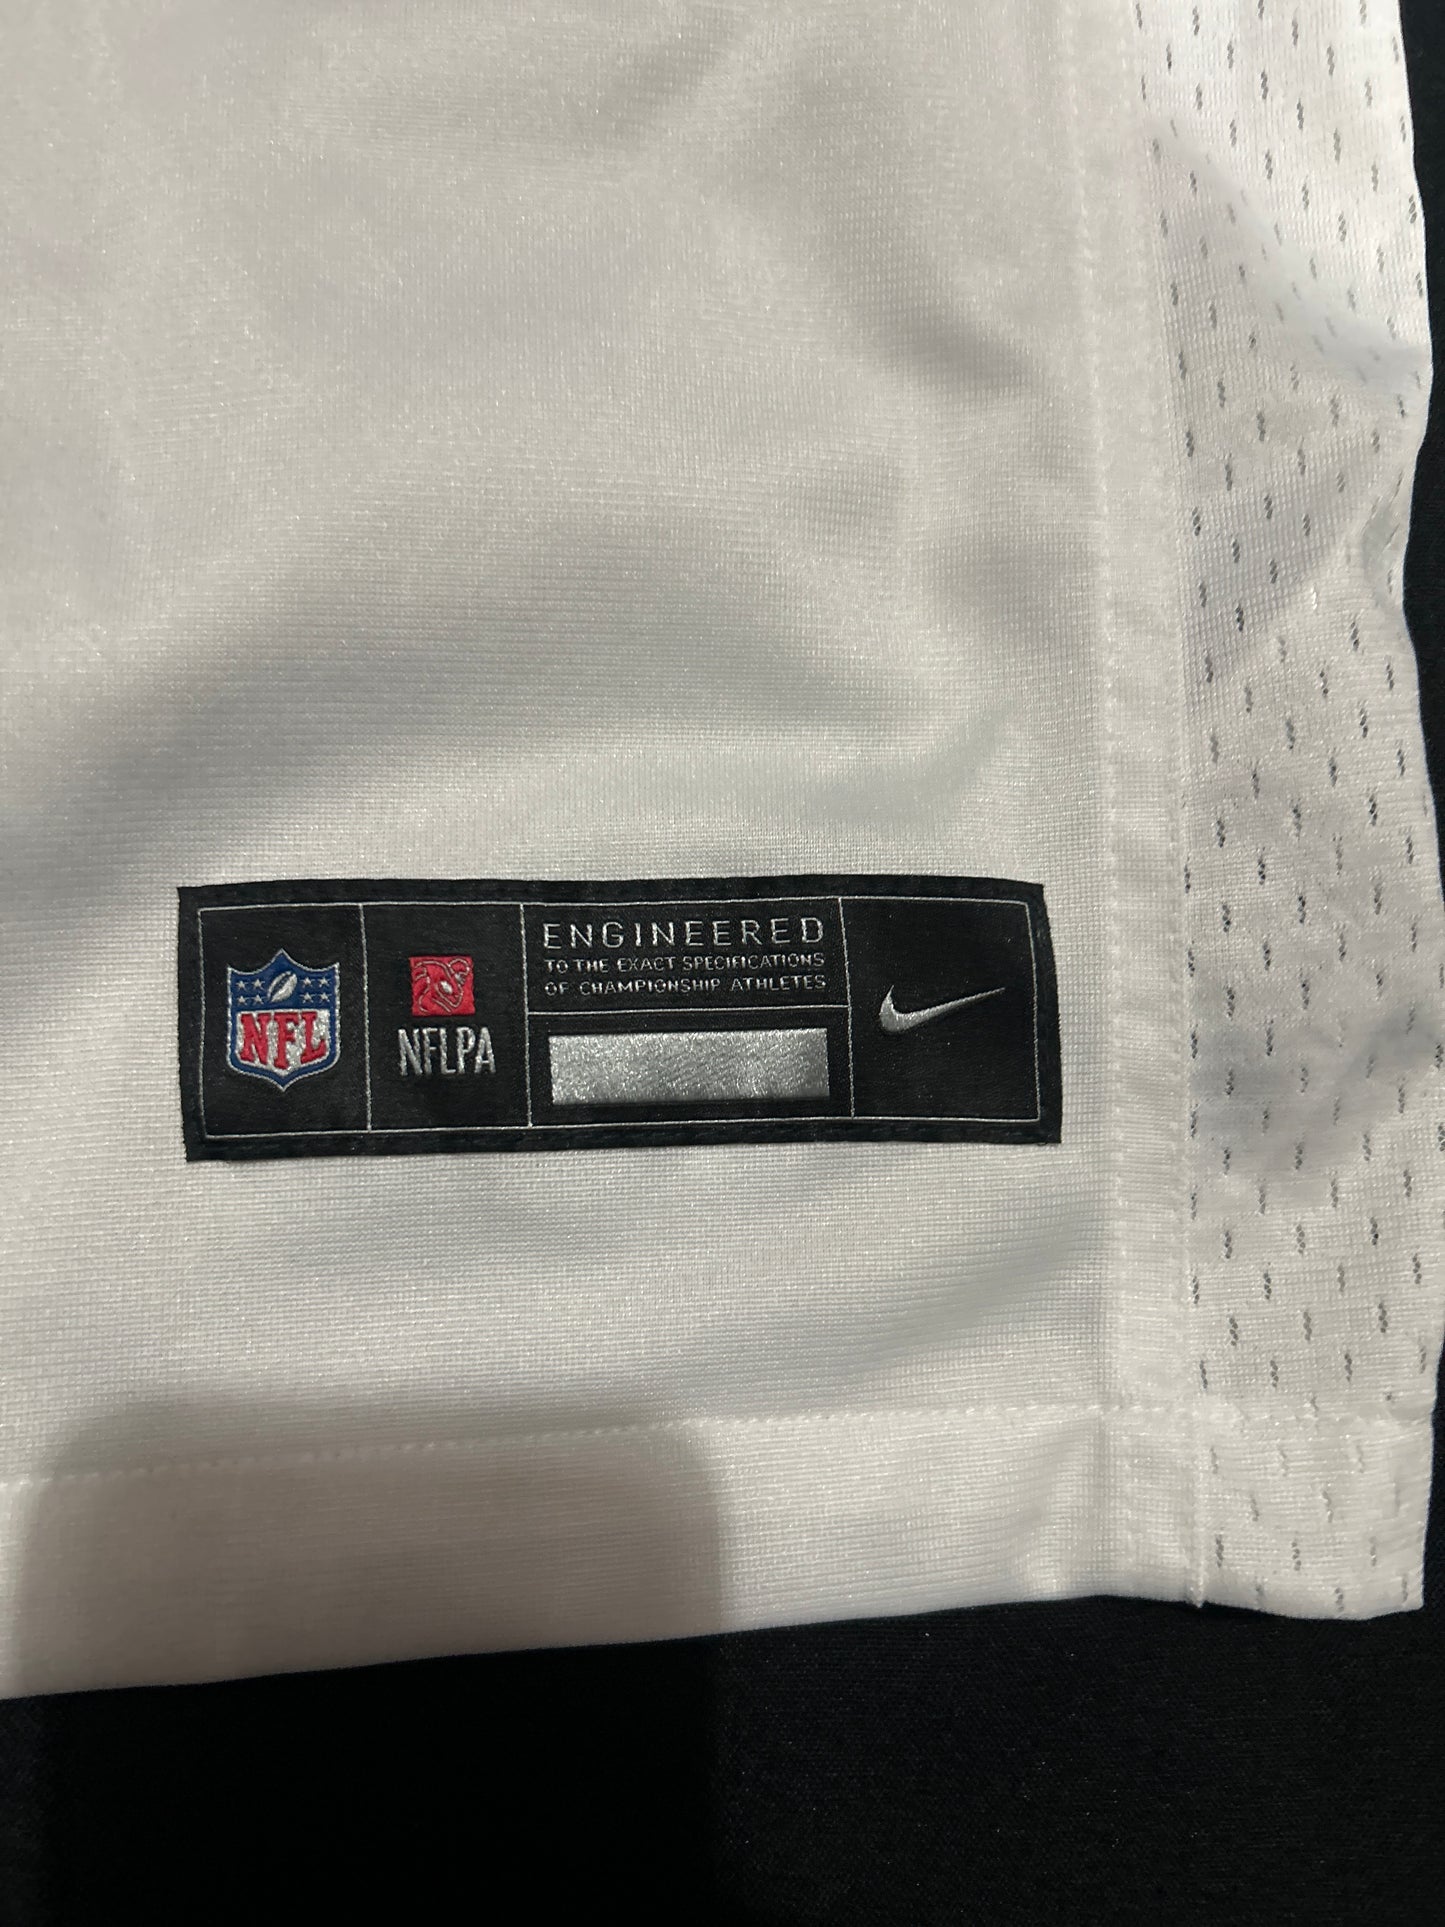 NFL
NFLPA
ENGINEERED
TO THE EXACT SPECIFICATIONS
OF CHAMPIONSHIP ATHLETES